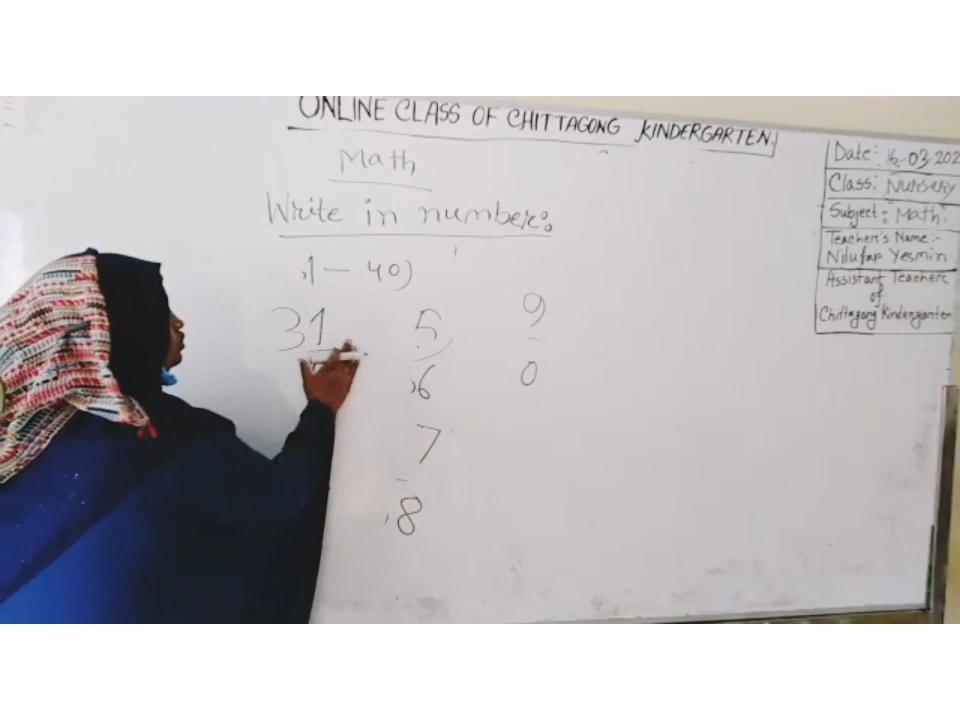 ONLINE CLASS OF CHITTAGONG KINDERGARTEN
Math
Write in number:
1 - 40)
31
5
6
7
8
9
0
Date: 16-03-202
Class: Nursery
Subject: Math
Teacher's Name:-
Nilufar Yesmin
Assistant Teacher
of
Chittagong Kindergarten